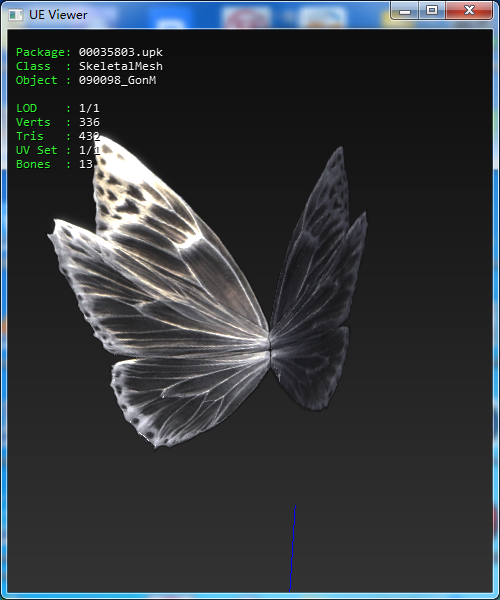 UE Viewer
Package: 00035803.upk
Class  : SkeletalMesh
Object : 090098_GonM
LOD    : 1/1
Verts  : 336
Tris   : 432
UV Set : 1/1
Bones  : 13